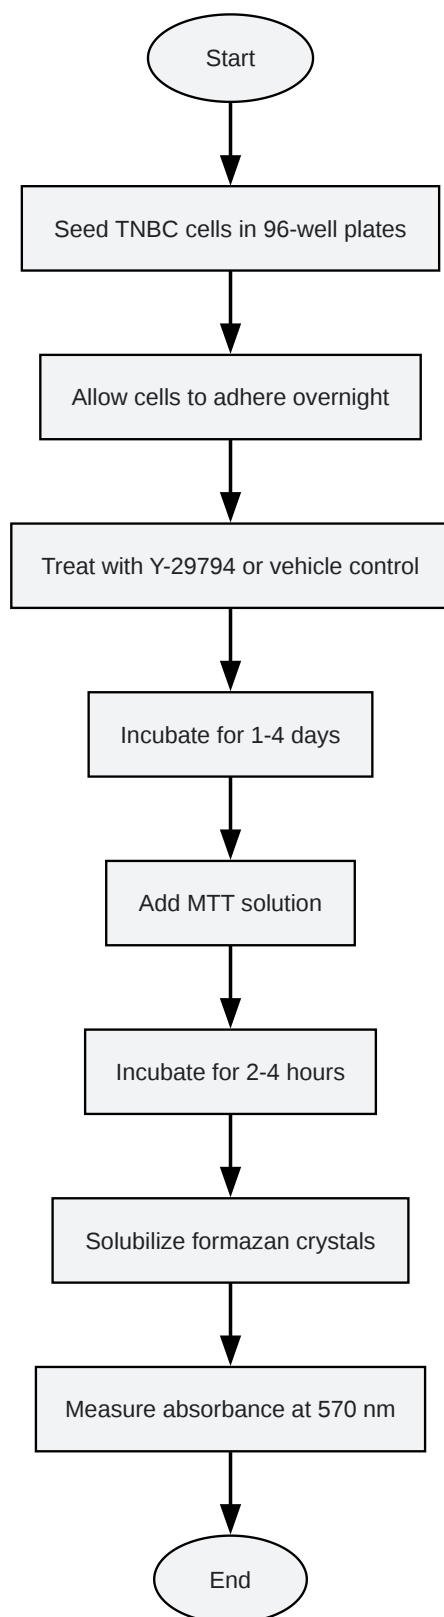 Start
Seed TNBC cells in 96-well plates
Allow cells to adhere overnight
Treat with Y-29794 or vehicle control
Incubate for 1-4 days
Add MTT solution
Incubate for 2-4 hours
Solubilize formazan crystals
Measure absorbance at 570 nm
End